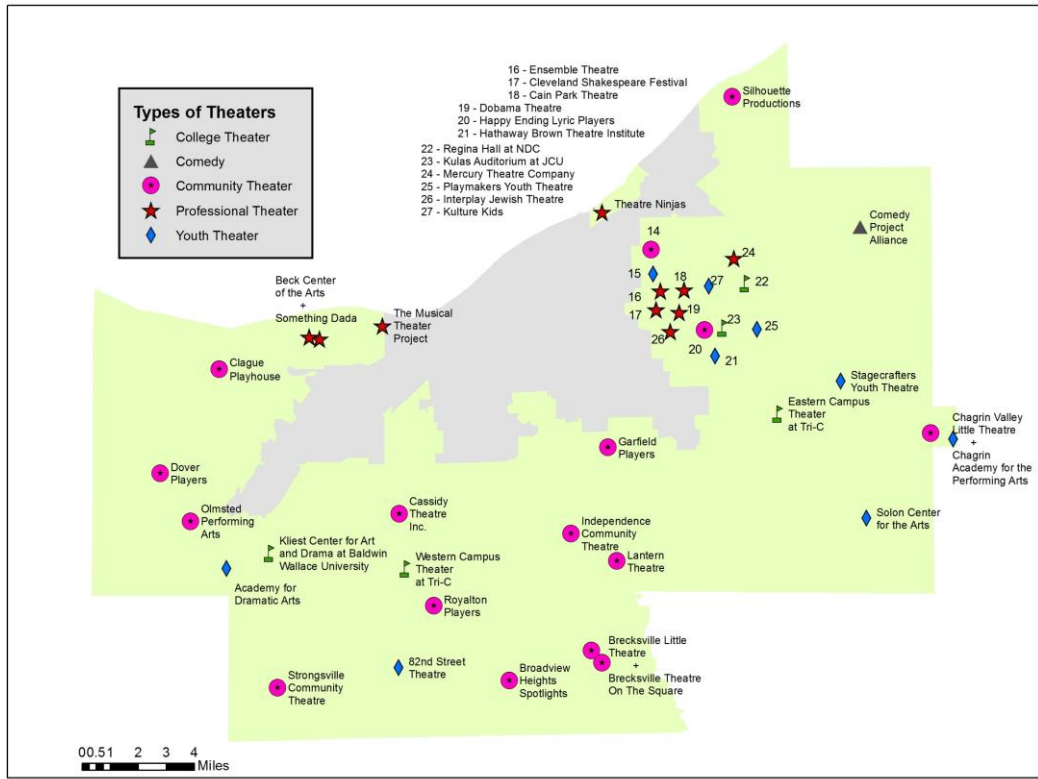 16 - Ensemble Theatre
17 - Cleveland Shakespeare Festival
18 - Cain Park Theatre
19 - Dobama Theatre
20 - Happy Ending Lyric Players
21 - Hathaway Brown Theatre Institute
22 - Regina Hall at NDC
23 - Kulas Auditorium at JCU
24 - Mercury Theatre Company
25 - Playmakers Youth Theatre
26 - Interplay Jewish Theatre
27 - Kulture Kids
Types of Theaters
College Theater
Comedy
Community Theater
Professional Theater
Youth Theater
Silhouette
Productions
Theatre Ninjas
Comedy
Project
Alliance
14
15
16
17
18
19
20
21
22
23
24
25
26
27
Beck Center
of the Arts
+
Something Dada
The Musical
Theater
Project
Clague
Playhouse
Stagecrafters
Youth Theatre
Eastern Campus
Theater
at Tri-C
Chagrin Valley
Little Theatre
+
Chagrin
Academy for the
Performing Arts
Garfield
Players
Dover
Players
Olmsted
Performing
Arts
Cassidy
Theatre
Inc.
Independence
Community
Theatre
Lantern
Theatre
Solon Center
for the Arts
Kliest Center for Art
and Drama at Baldwin
Wallace University
Western Campus
Theater
at Tri-C
Academy for
Dramatic Arts
Royalton
Players
Brecksville Little
Theatre
+
Brecksville Theatre
On The Square
82nd Street
Theatre
Broadview
Heights
Spotlights
Strongsville
Community
Theatre
0 0.5 1 2 3 4
Miles